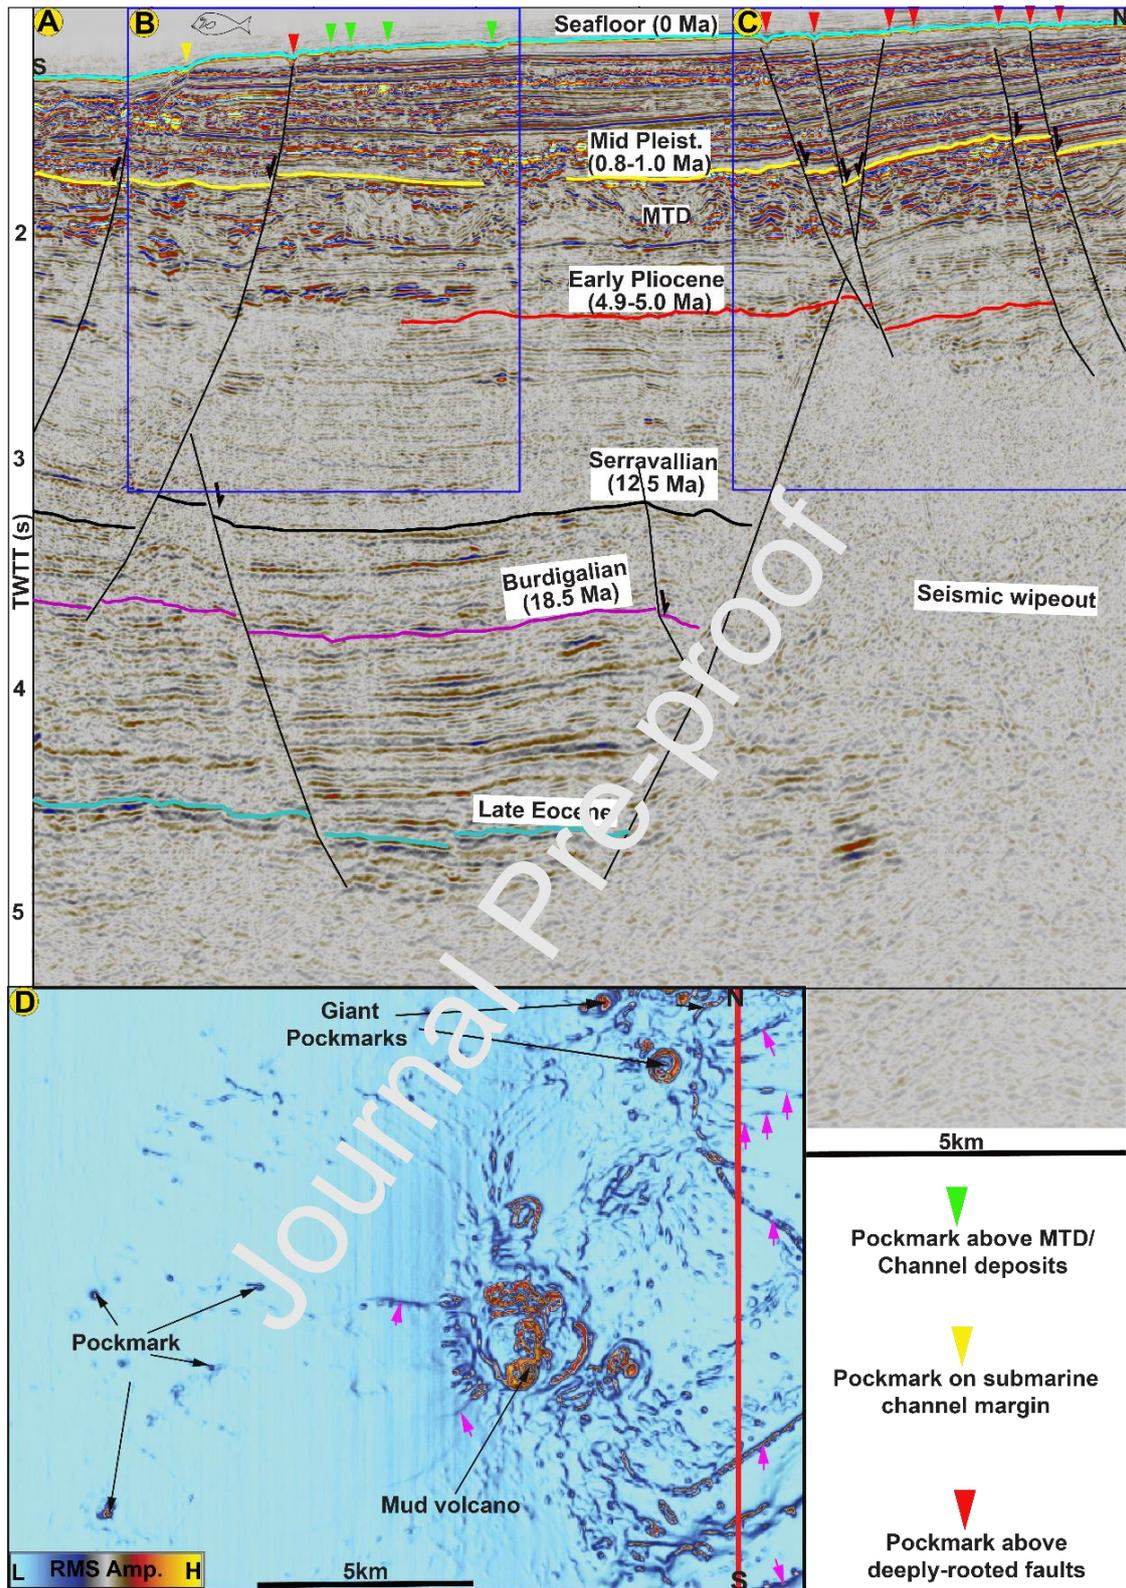 A
B
Seafloor (0 Ma)
C
N
S
Mid Pleist.
(0.8-1.0 Ma)
MTD
2
Early Pliocene
(4.9-5.0 Ma)
3
Serravallian
(12.5 Ma)
TWTT (s)
Burdigalian
(18.5 Ma)
Seismic wipeout
4
Late Eocene
5
Journal Pre-proof
D
Giant
Pockmarks
N
5km
Pockmark above MTD/
Channel deposits
Pockmark
Pockmark on submarine
channel margin
Mud volcano
Pockmark above
deeply-rooted faults
L RMS Amp. H
5km
S